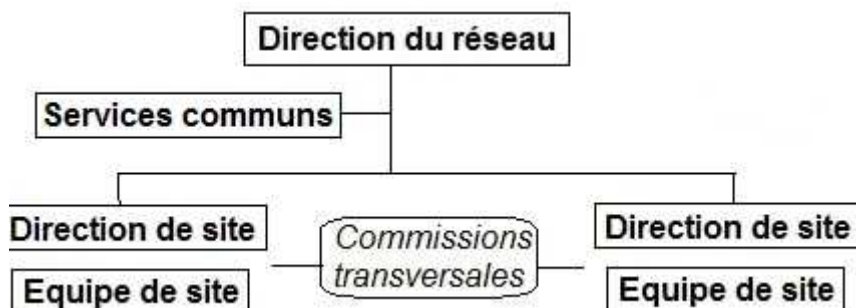 Direction du réseau
Services communs
Direction de site
Commissions
transversales
Direction de site
Equipe de site
Equipe de site